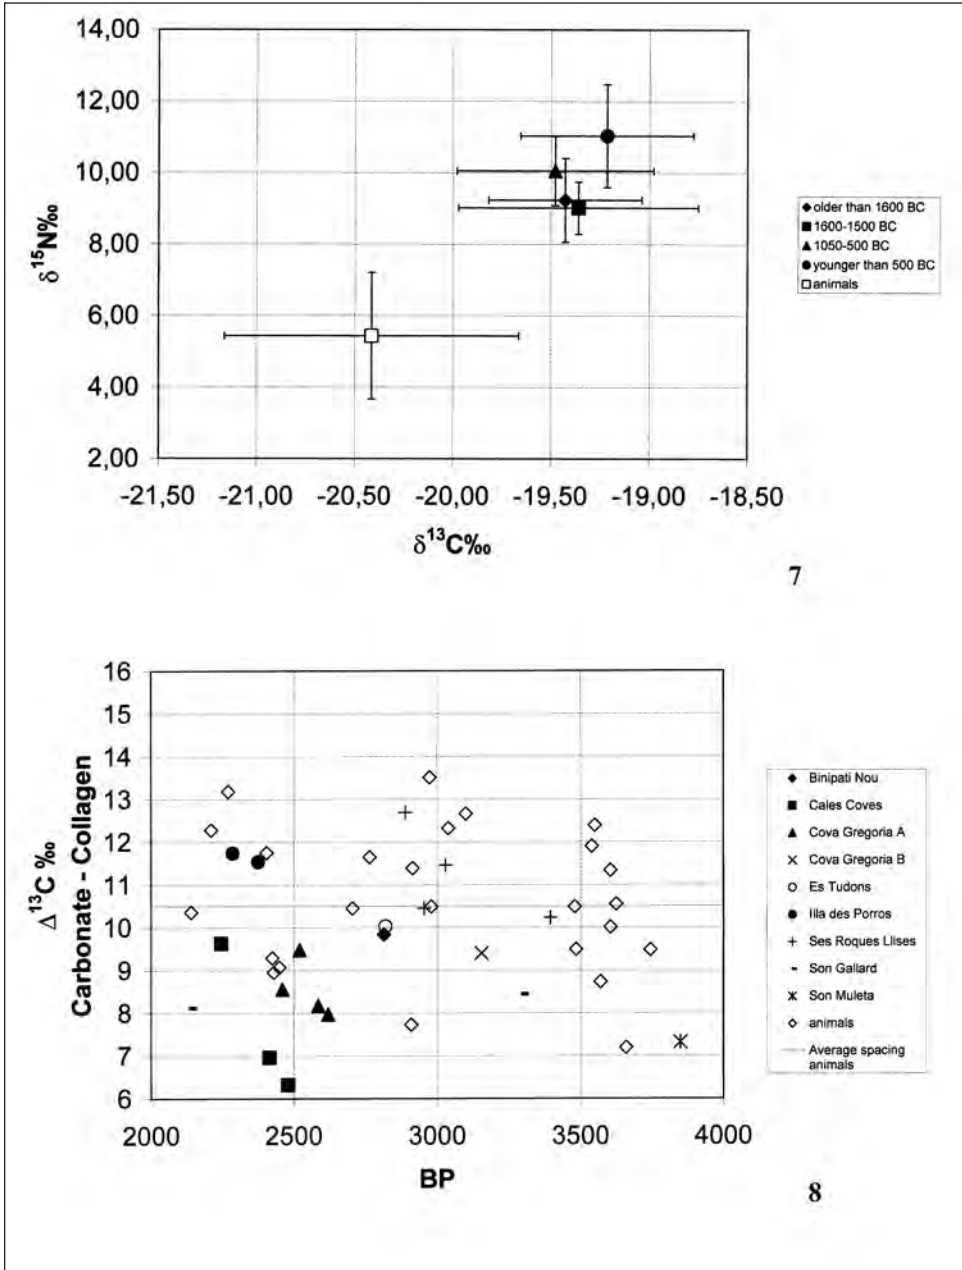 14,00
12,00
10,00
8,00
6,00
4,00
2,00
δ15N‰
-21,50 -21,00 -20,50 -20,00 -19,50 -19,00 -18,50
δ13C‰
older than 1600 BC
1600-1500 BC
1050-500 BC
younger than 500 BC
animals
7
16
15
14
13
12
11
10
9
8
7
6
Δ13C ‰
Carbonate - Collagen
2000 2500 3000 3500 4000
BP
Binipati Nou
Cales Coves
Cova Gregoria A
Cova Gregoria B
Es Tudons
Illa des Porros
Ses Roques Llises
Son Gallard
Son Muleta
animals
Average spacing
animals
8